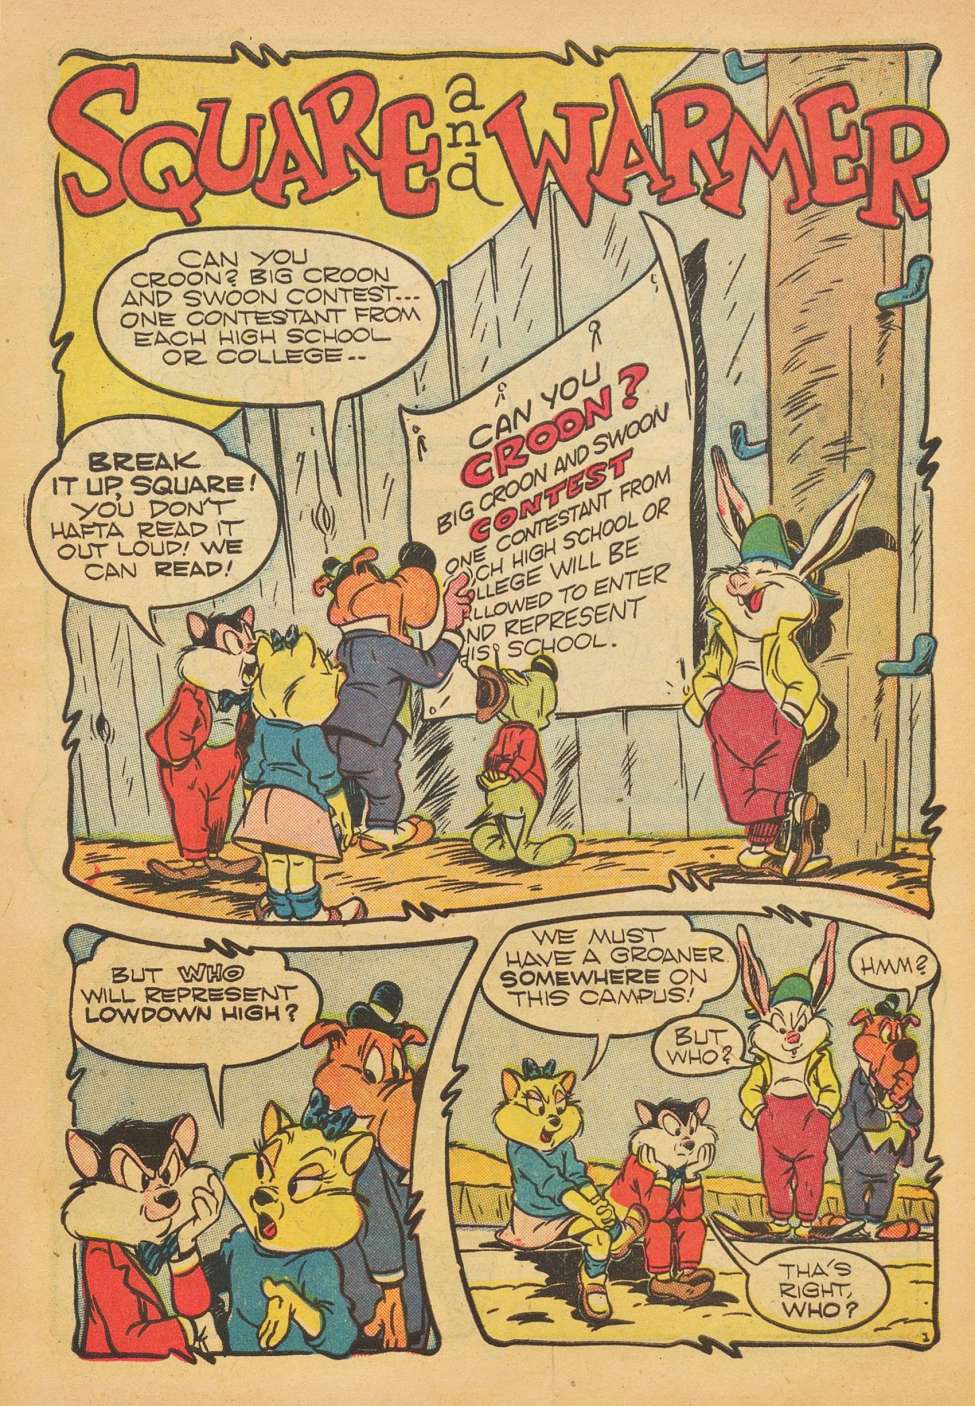 SQUARE and WARMER
CAN YOU
CROON? BIG CROON
AND SWOON CONTEST...
ONE CONTESTANT FROM
EACH HIGH SCHOOL
OR COLLEGE--
BREAK
IT UP, SQUARE!
YOU DON'T
HAFTA READ IT
OUT LOUD! WE
CAN READ!
CAN YOU
CROON?
BIG CROON AND SWOON
CONTEST
ONE CONTESTANT FROM
CH HIGH SCHOOL OR
LLEGE WILL BE
LLOWED TO ENTER
ND REPRESENT
HIS SCHOOL.
BUT WHO
WILL REPRESENT
LOWDOWN HIGH?
WE MUST
HAVE A GROANER
SOMEWHERE ON
THIS CAMPUS!
BUT
WHO?
HMM?
THA'S
RIGHT,
WHO?
1